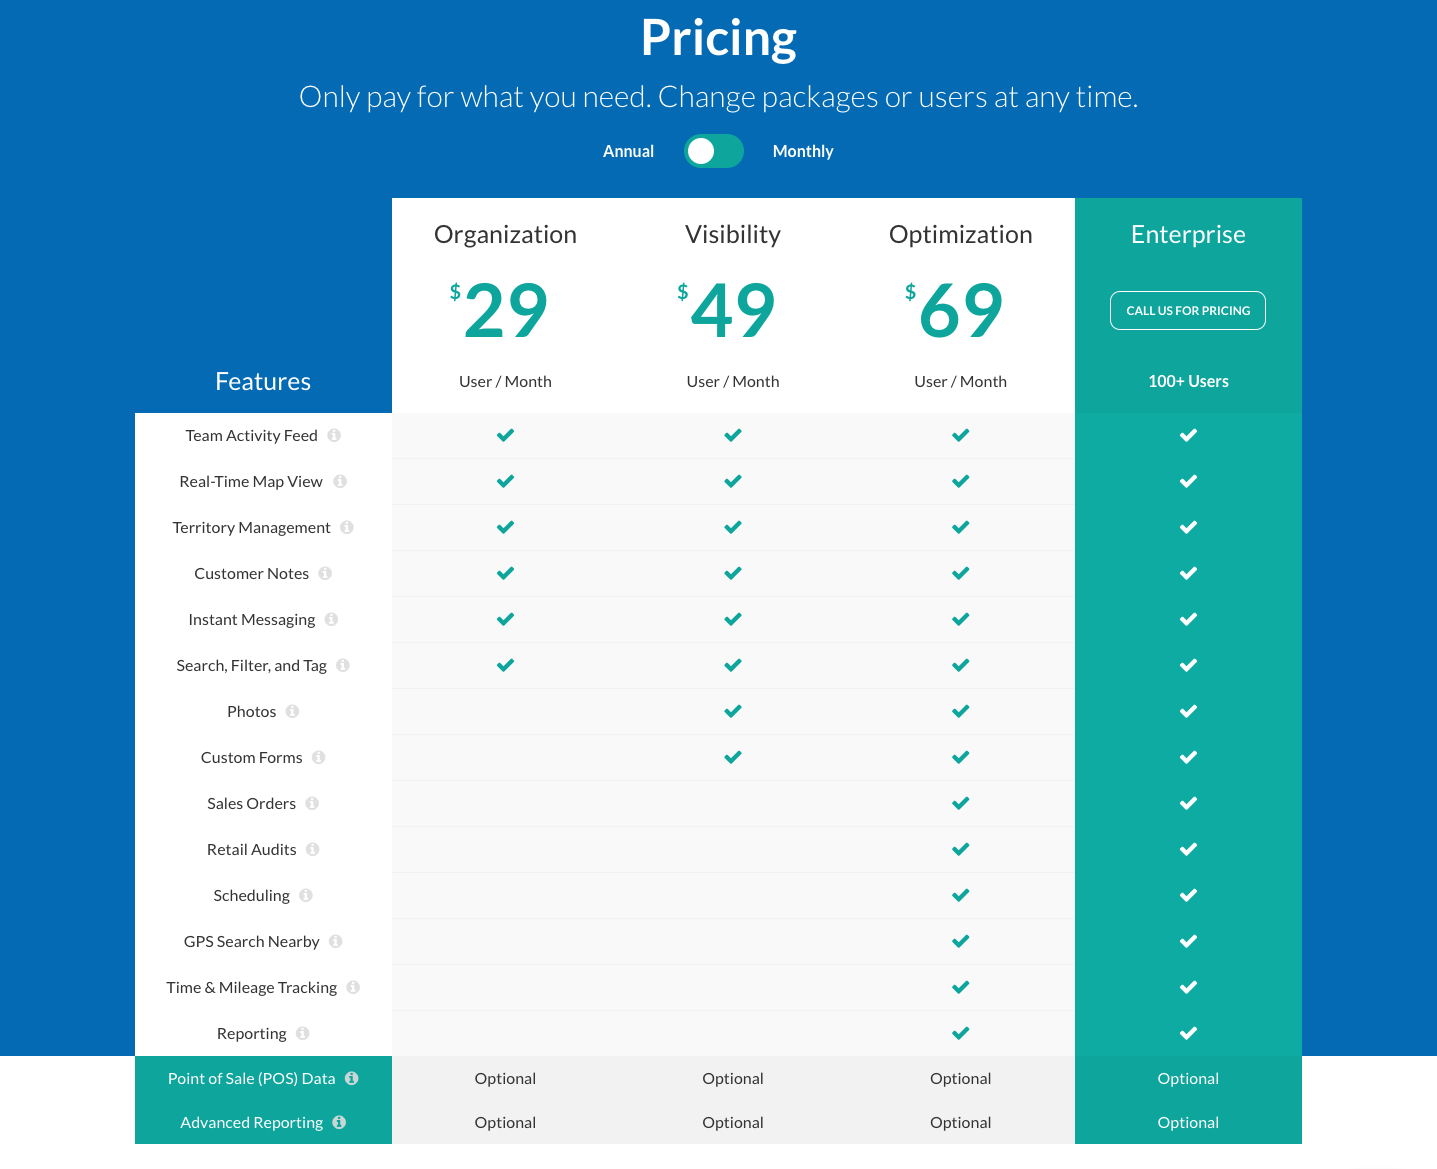 Pricing
Only pay for what you need. Change packages or users at any time.
Annual Monthly
Organization Visibility Optimization Enterprise
$29 $49 $69 CALL US FOR PRICING
Features User / Month User / Month User / Month 100+ Users
Team Activity Feed
Real-Time Map View
Territory Management
Customer Notes
Instant Messaging
Search, Filter, and Tag
Photos
Custom Forms
Sales Orders
Retail Audits
Scheduling
GPS Search Nearby
Time & Mileage Tracking
Reporting
Point of Sale (POS) Data Optional Optional Optional Optional
Advanced Reporting Optional Optional Optional Optional